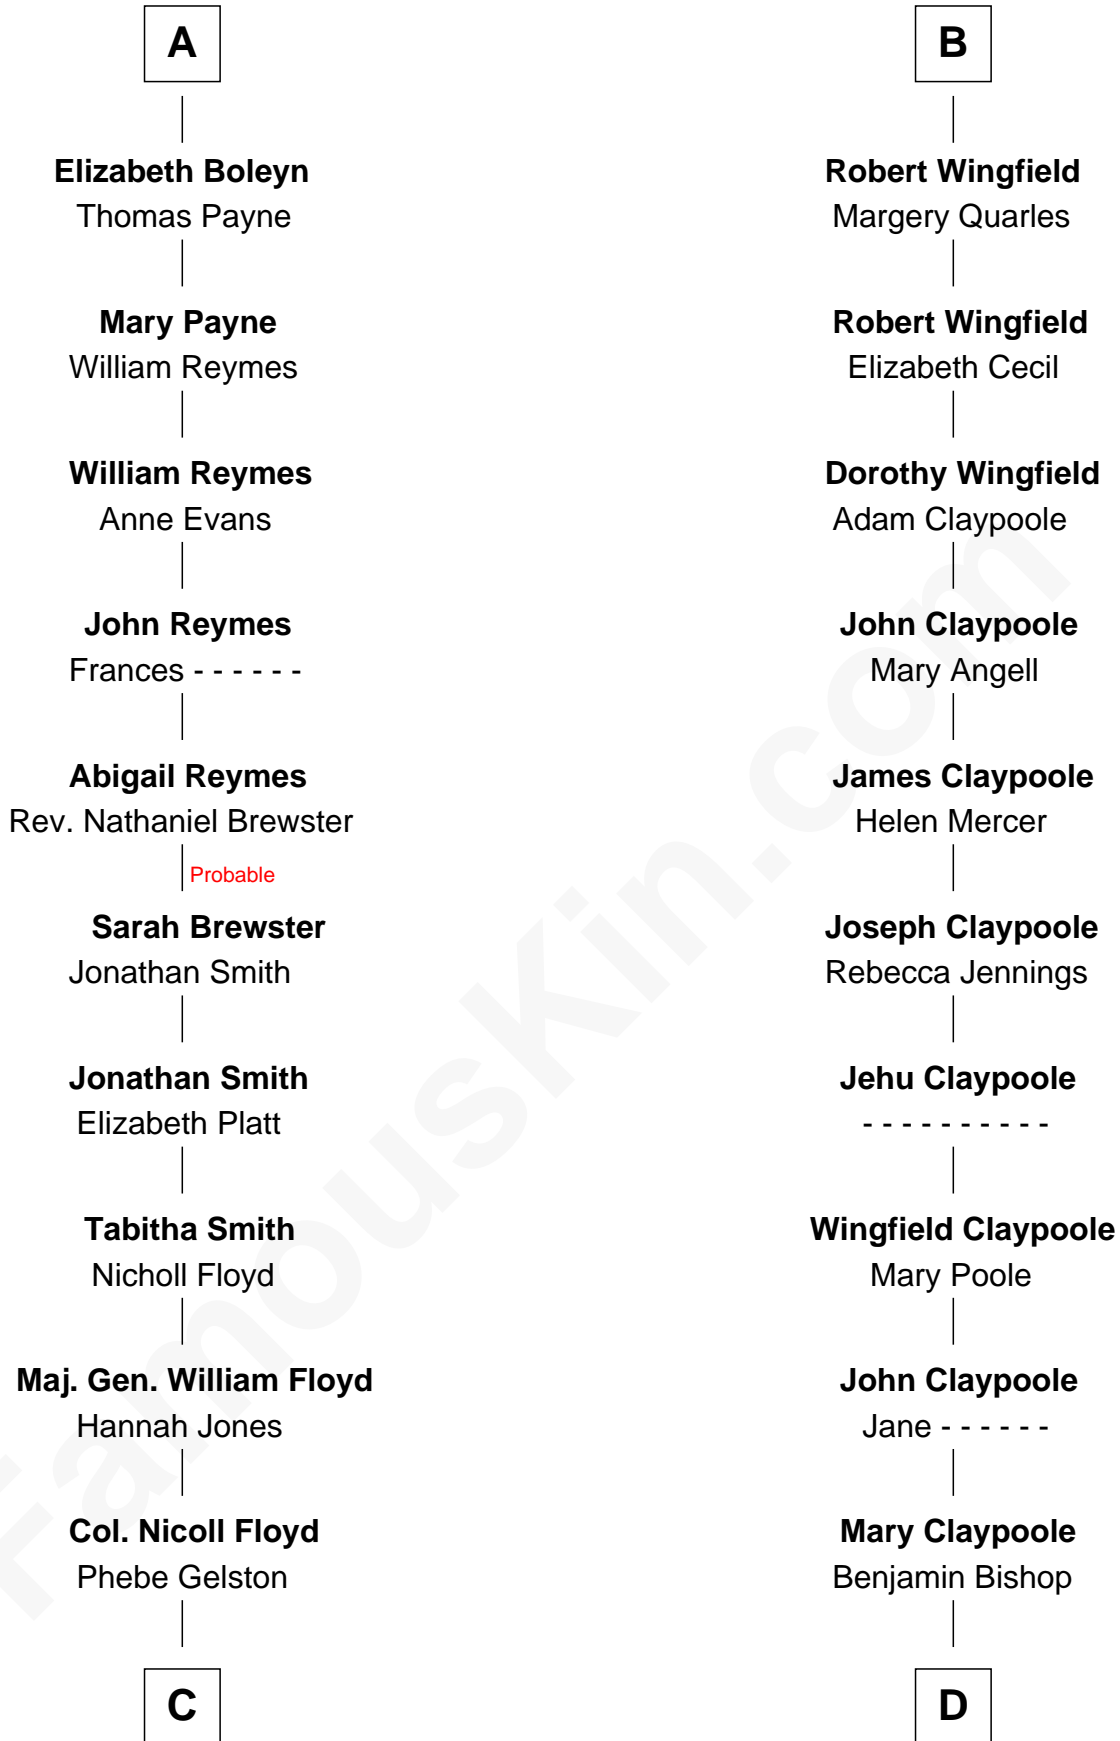 A
B
Elizabeth Boleyn
Thomas Payne
Robert Wingfield
Margery Quarles
Mary Payne
William Reymes
Robert Wingfield
Elizabeth Cecil
William Reymes
Anne Evans
Dorothy Wingfield
Adam Claypoole
John Reymes
Frances - - - - - -
John Claypoole
Mary Angell
Abigail Reymes
Rev. Nathaniel Brewster
James Claypoole
Helen Mercer
Probable
Sarah Brewster
Jonathan Smith
Joseph Claypoole
Rebecca Jennings
Jonathan Smith
Elizabeth Platt
Jehu Claypoole
- - - - - - - - - -
Tabitha Smith
Nicholl Floyd
Wingfield Claypoole
Mary Poole
Maj. Gen. William Floyd
Hannah Jones
John Claypoole
Jane - - - - - -
Col. Nicoll Floyd
Phebe Gelston
Mary Claypoole
Benjamin Bishop
C
D
FamousKin.com